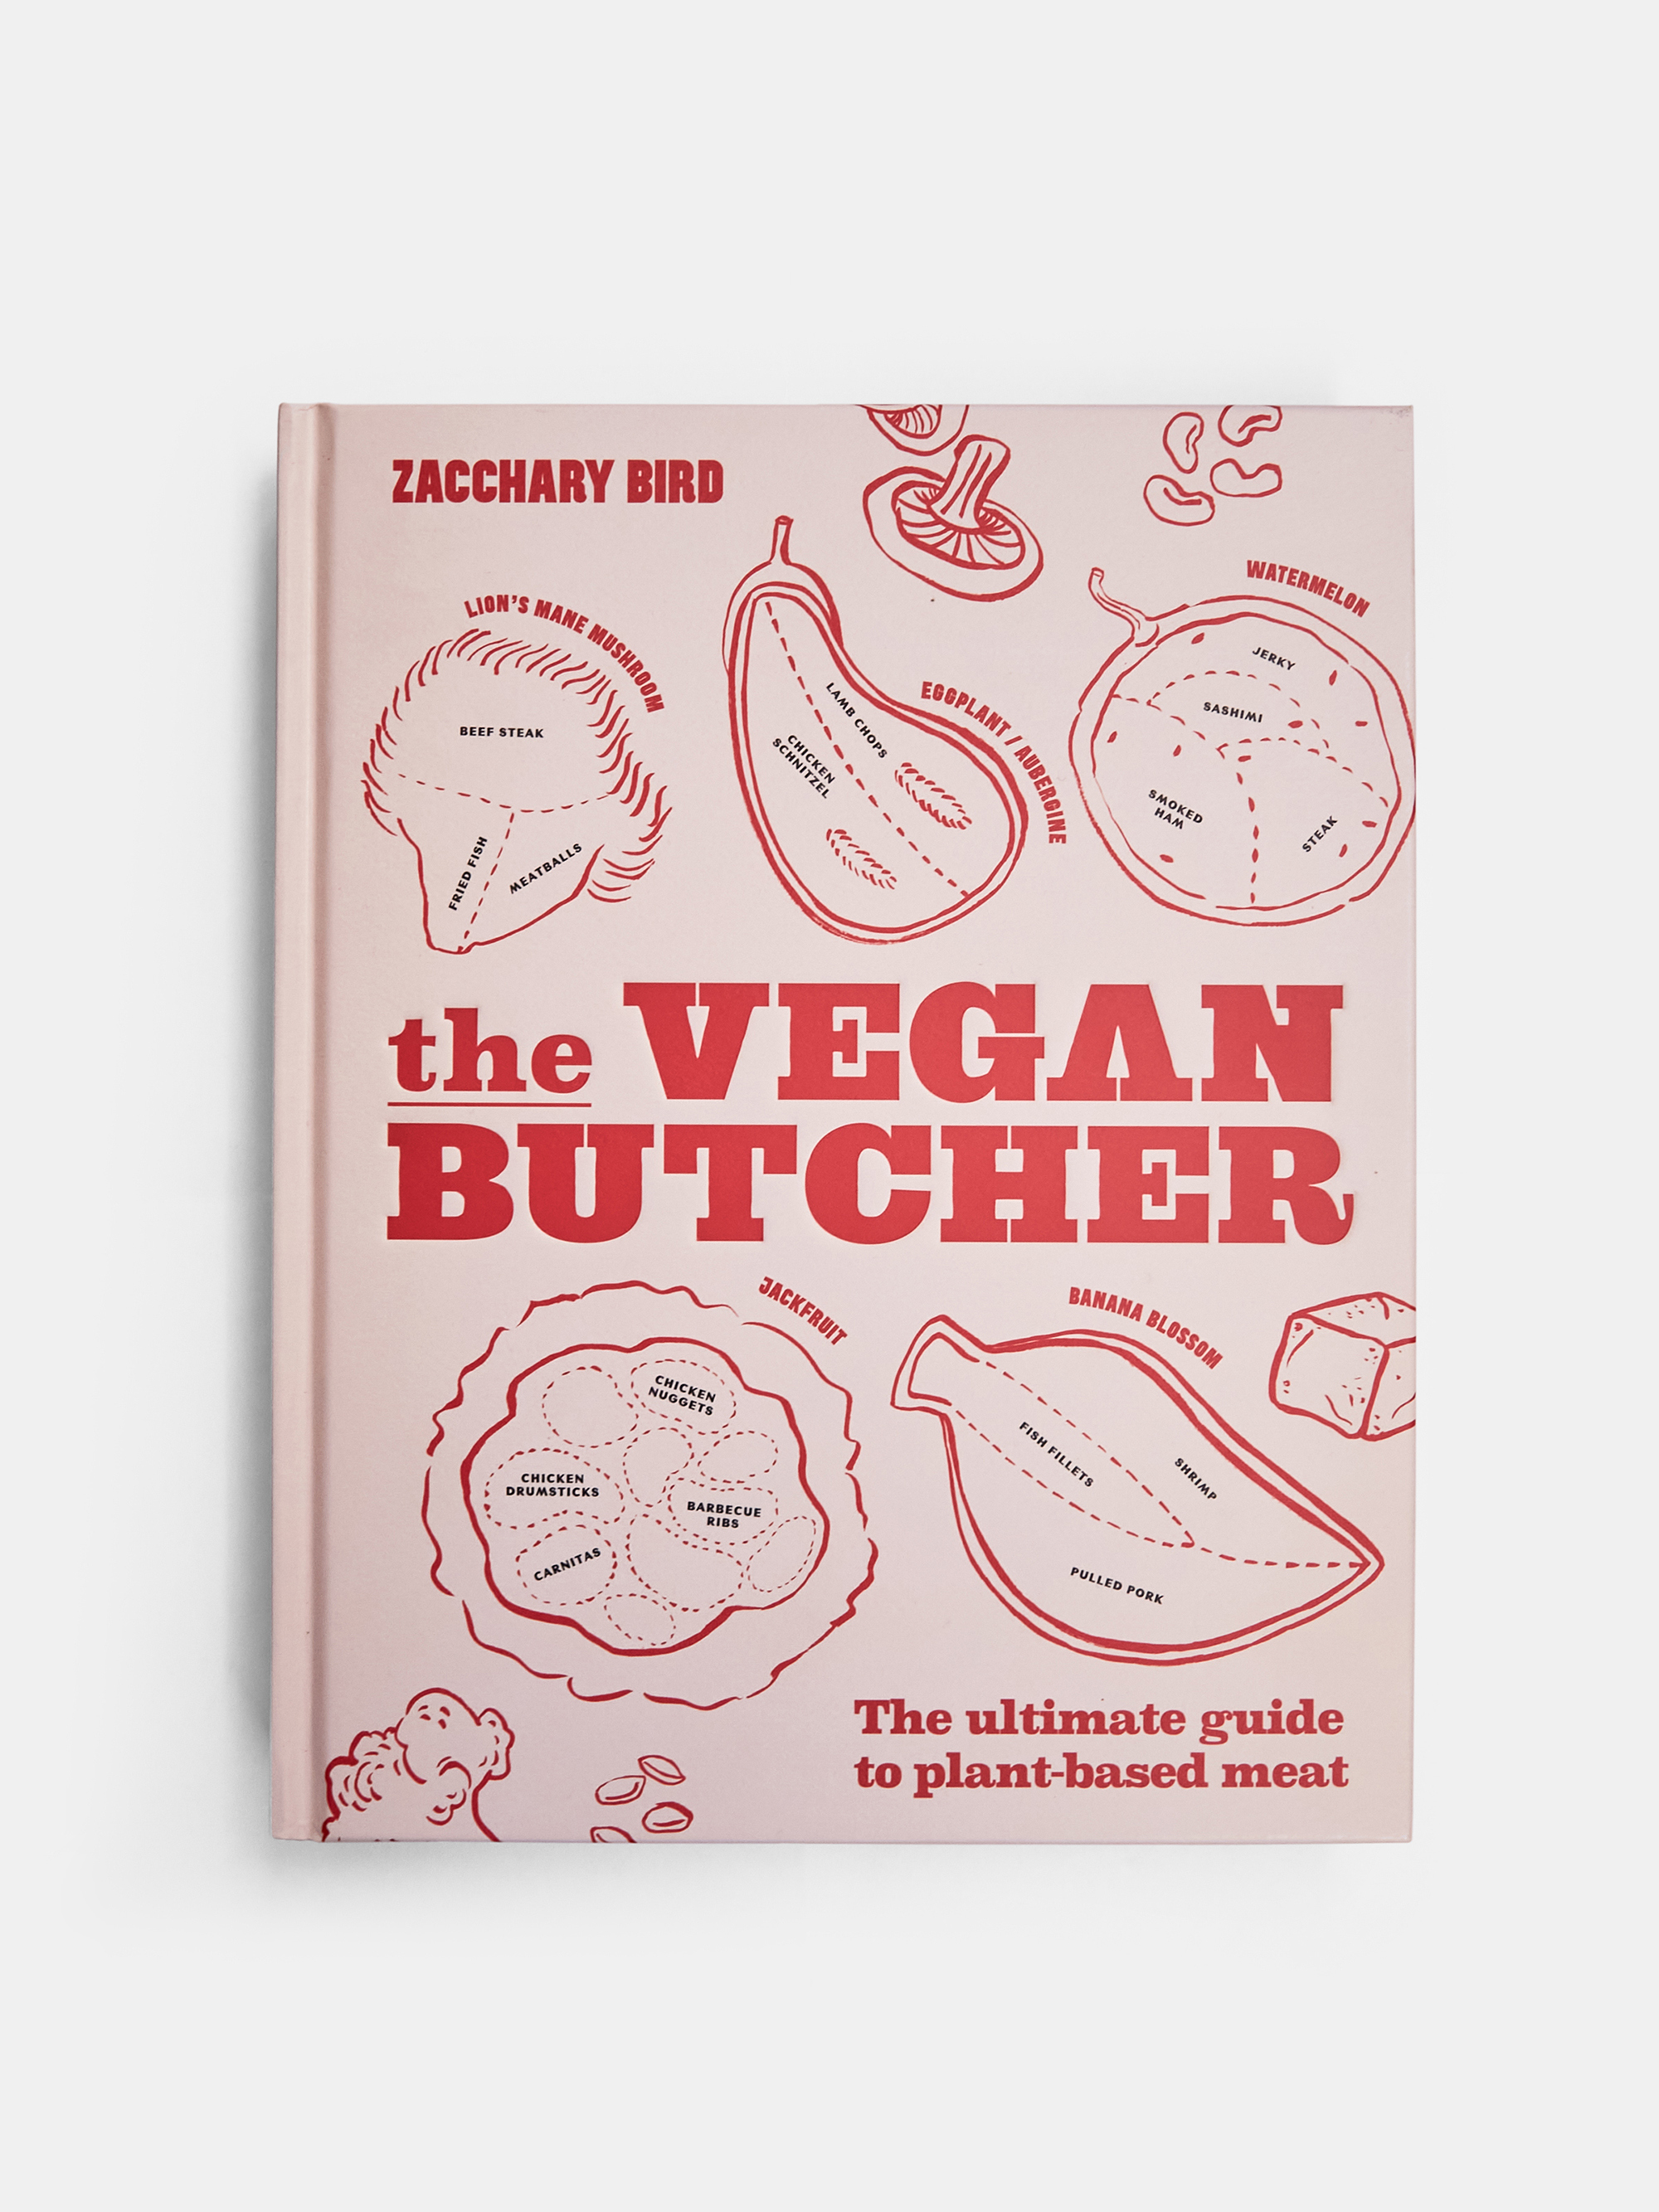 ZACCHARY BIRD
LION'S MANE MUSHROOM
BEEF STEAK
FRIED FISH
MEATBALLS
EGGPLANT / AUBERGINE
LAMB CHOPS
CHICKEN
SCHNITZEL
WATERMELON
JERKY
SASHIMI
SMOKED
HAM
STEAK
the VEGAN
BUTCHER
JACKFRUIT
CHICKEN
NUGGETS
CHICKEN
DRUMSTICKS
BARBECUE
RIBS
CARNITAS
BANANA BLOSSOM
FISH FILLETS
SHRIMP
PULLED PORK
The ultimate guide
to plant-based meat